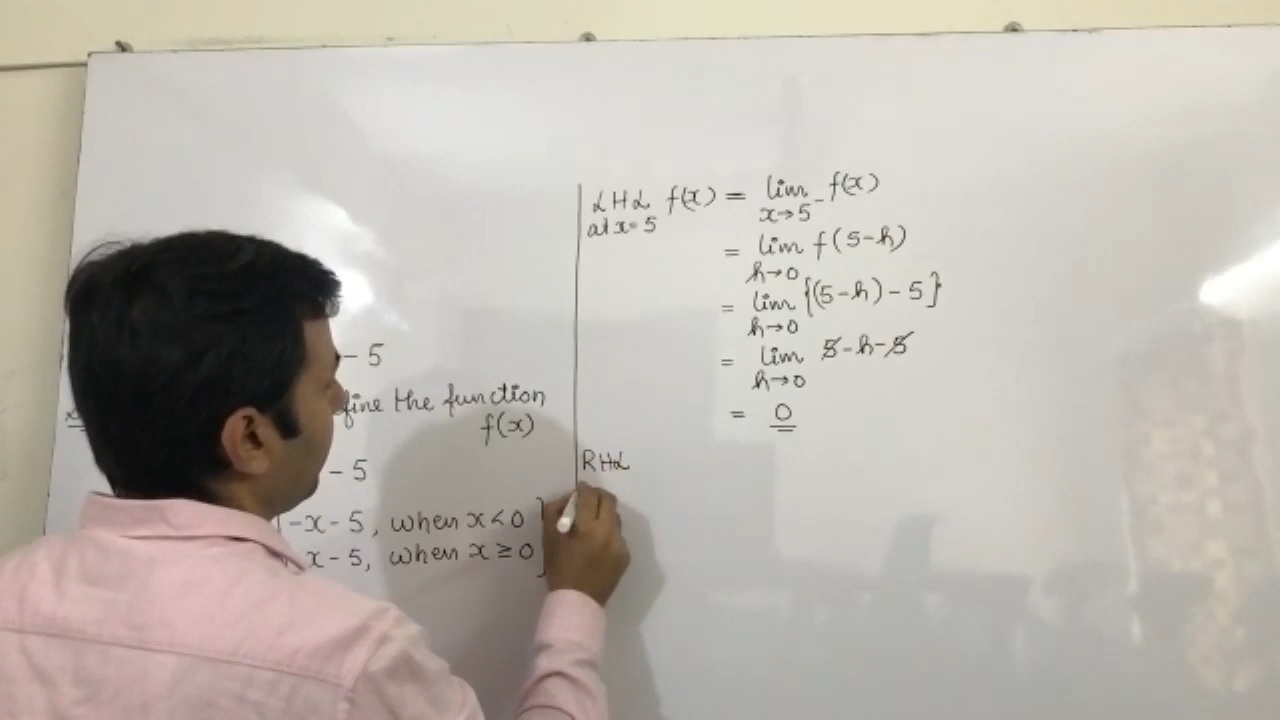 - 5
fine the function
f(x)
- 5
-x-5, when x<0
x-5, when x≥0
LHL f(x) = lim f(x)
at x=5 x→5-
= lim f(5-h)
h→0
= lim {(5-h)-5}
h→0
= lim 5-h-5
h→0
= 0
RHL